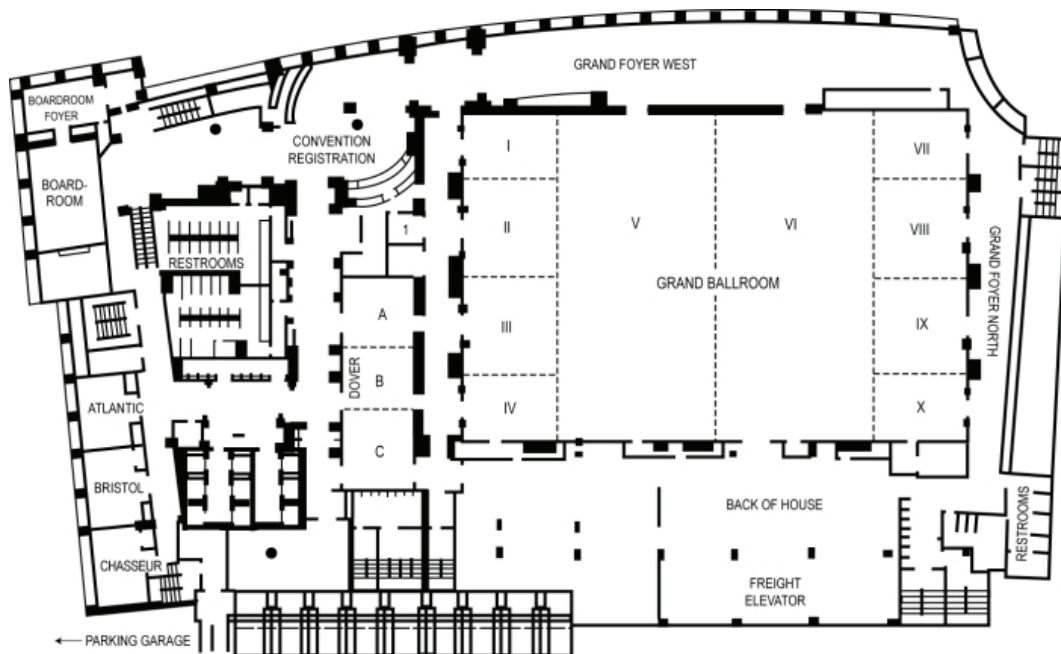 GRAND FOYER WEST
BOARDROOM
FOYER
CONVENTION
REGISTRATION
BOARD-
ROOM
I
II
III
IV
V
VI
VII
VIII
IX
X
1
RESTROOMS
GRAND BALLROOM
GRAND FOYER NORTH
A
B
C
DOVER
ATLANTIC
BRISTOL
CHASSEUR
BACK OF HOUSE
RESTROOMS
FREIGHT
ELEVATOR
← PARKING GARAGE